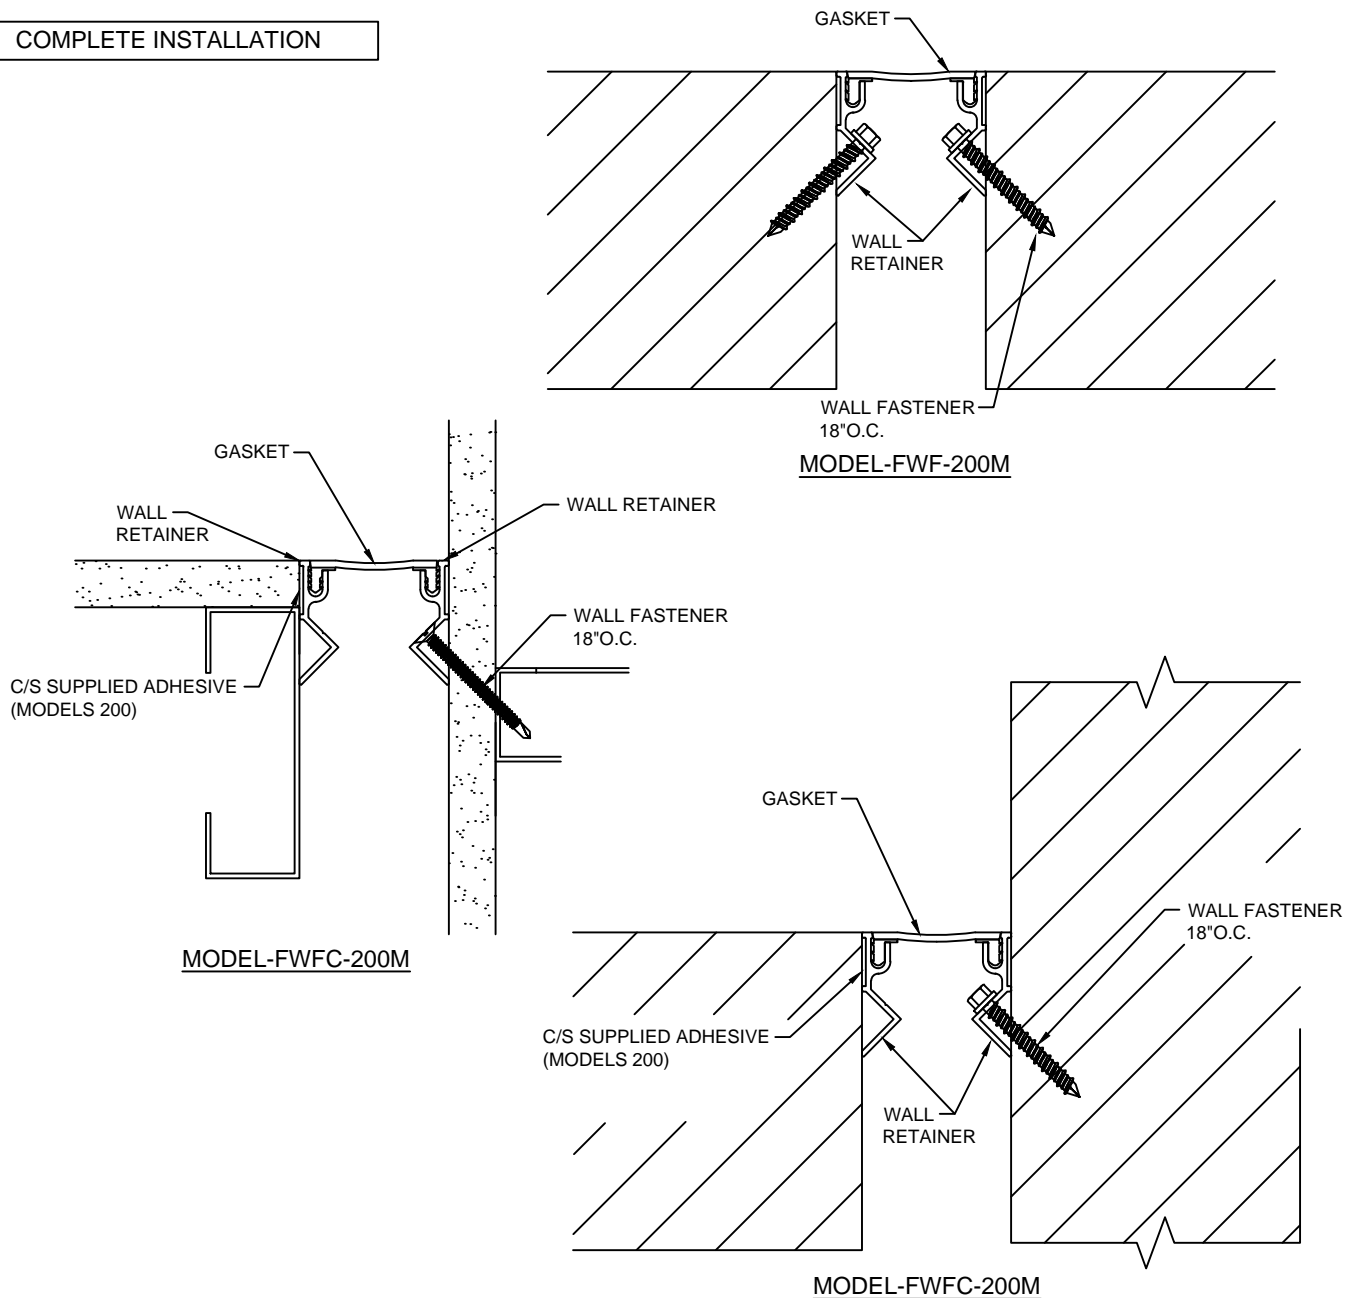 COMPLETE INSTALLATION
GASKET
WALL
RETAINER
WALL FASTENER
18"O.C.
MODEL-FWF-200M
GASKET
WALL
RETAINER
WALL RETAINER
WALL FASTENER
18"O.C.
C/S SUPPLIED ADHESIVE
(MODELS 200)
MODEL-FWFC-200M
GASKET
WALL FASTENER
18"O.C.
C/S SUPPLIED ADHESIVE
(MODELS 200)
WALL
RETAINER
MODEL-FWFC-200M